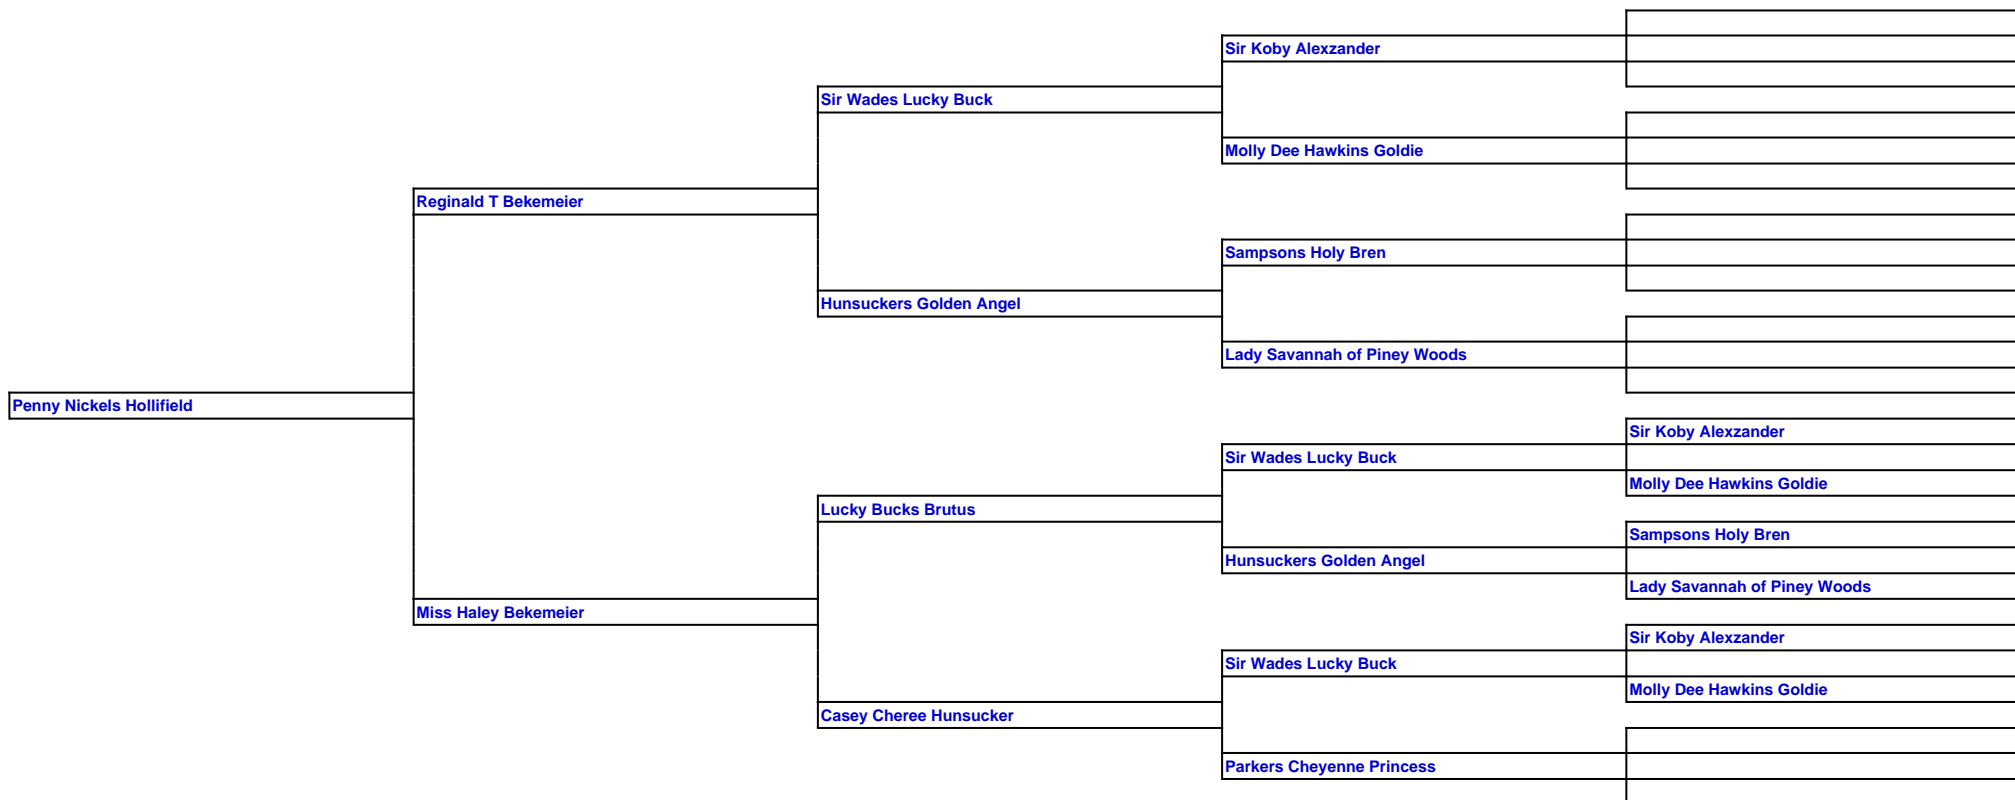 Sir Koby Alexzander
Sir Wades Lucky Buck
Molly Dee Hawkins Goldie
Reginald T Bekemeier
Sampsons Holy Bren
Hunsuckers Golden Angel
Lady Savannah of Piney Woods
Penny Nickels Hollifield
Sir Koby Alexzander
Sir Wades Lucky Buck
Molly Dee Hawkins Goldie
Lucky Bucks Brutus
Sampsons Holy Bren
Hunsuckers Golden Angel
Lady Savannah of Piney Woods
Miss Haley Bekemeier
Sir Koby Alexzander
Sir Wades Lucky Buck
Molly Dee Hawkins Goldie
Casey Cheree Hunsucker
Parkers Cheyenne Princess